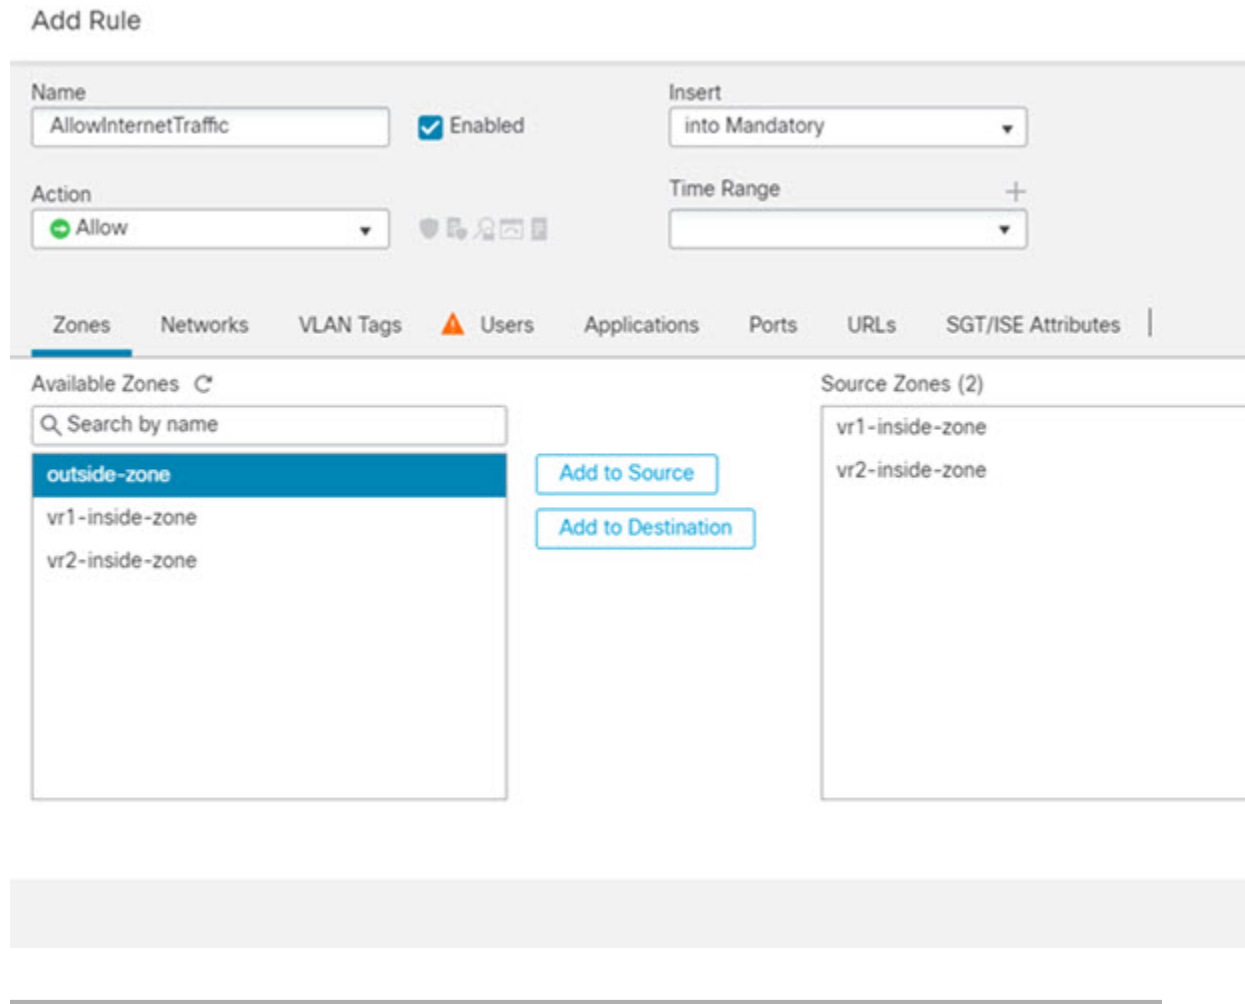 Add Rule
Name
Insert
AllowInternetTraffic
Enabled
into Mandatory
Action
Time Range
Allow
Zones Networks VLAN Tags Users Applications Ports URLs SGT/ISE Attributes
Available Zones
Source Zones (2)
Search by name
vr1-inside-zone
outside-zone
Add to Source
vr2-inside-zone
vr1-inside-zone
Add to Destination
vr2-inside-zone